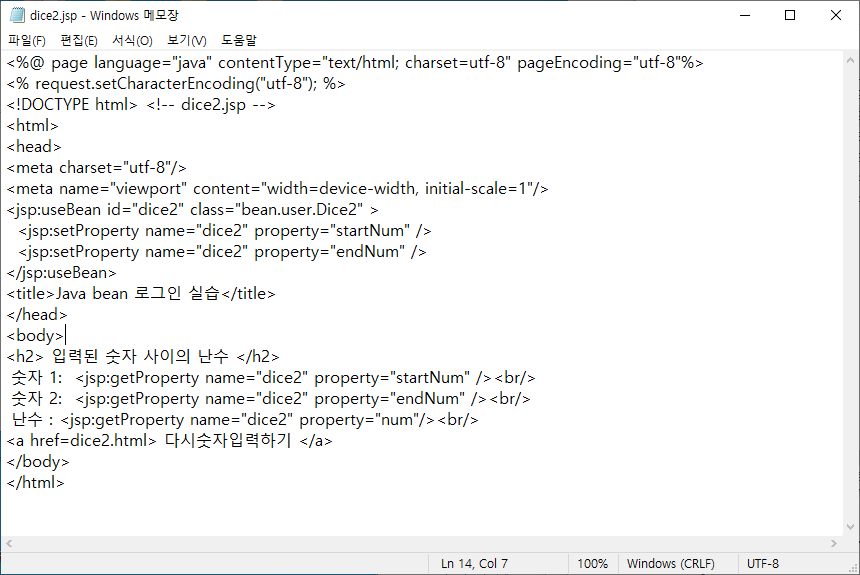 dice2.jsp - Windows 메모장
파일(F) 편집(E) 서식(O) 보기(V) 도움말
<%@ page language="java" contentType="text/html; charset=utf-8" pageEncoding="utf-8"%>
<% request.setCharacterEncoding("utf-8"); %>
<!DOCTYPE html> <!-- dice2.jsp -->
<html>
<head>
<meta charset="utf-8"/>
<meta name="viewport" content="width=device-width, initial-scale=1"/>
<jsp:useBean id="dice2" class="bean.user.Dice2" >
  <jsp:setProperty name="dice2" property="startNum" />
  <jsp:setProperty name="dice2" property="endNum" />
</jsp:useBean>
<title>Java bean 로그인 실습</title>
</head>
<body>
<h2> 입력된 숫자 사이의 난수 </h2>
 숫자 1:  <jsp:getProperty name="dice2" property="startNum" /><br/>
 숫자 2:  <jsp:getProperty name="dice2" property="endNum" /><br/>
 난수 : <jsp:getProperty name="dice2" property="num"/><br/>
<a href=dice2.html> 다시숫자입력하기 </a>
</body>
</html>
Ln 14, Col 7 100% Windows (CRLF) UTF-8